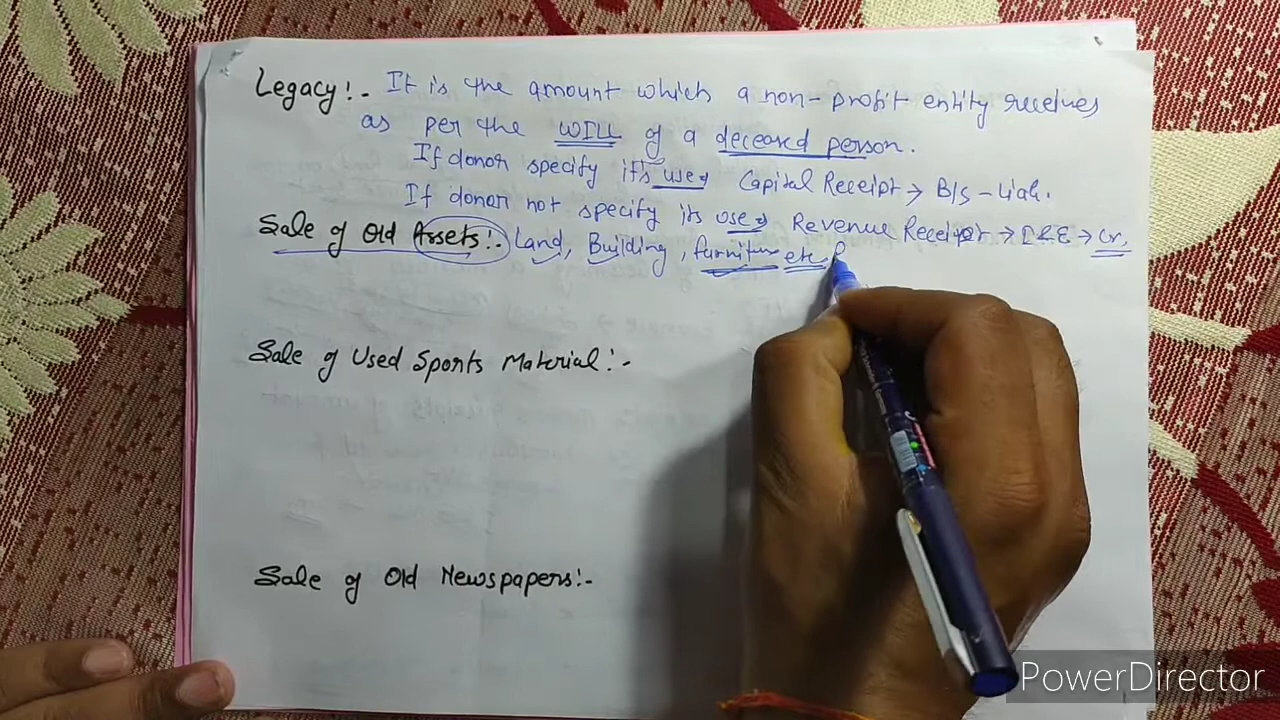 Legacy:- It is the amount which a non-profit entity receives
as per the WILL of a deceased person.
If donor specify it's use → Capital Receipt → B/S - Liab.
If donor not specify its use → Revenue Receipt → I & E → Cr.
Sale of Old Assets:- Land, Building, furniture etc.
Sale of Used Sports Material:-
Sale of Old Newspapers:-
PowerDirector